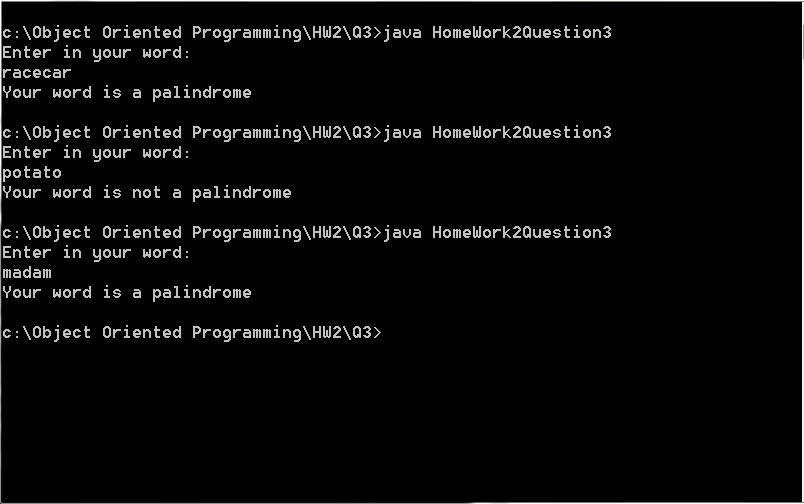 c:\Object Oriented Programming\HW2\Q3>java HomeWork2Question3
Enter in your word:
racecar
Your word is a palindrome
c:\Object Oriented Programming\HW2\Q3>java HomeWork2Question3
Enter in your word:
potato
Your word is not a palindrome
c:\Object Oriented Programming\HW2\Q3>java HomeWork2Question3
Enter in your word:
madam
Your word is a palindrome
c:\Object Oriented Programming\HW2\Q3>